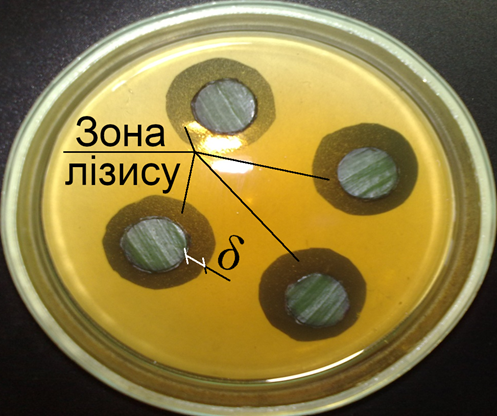 Зона
лізису
δ